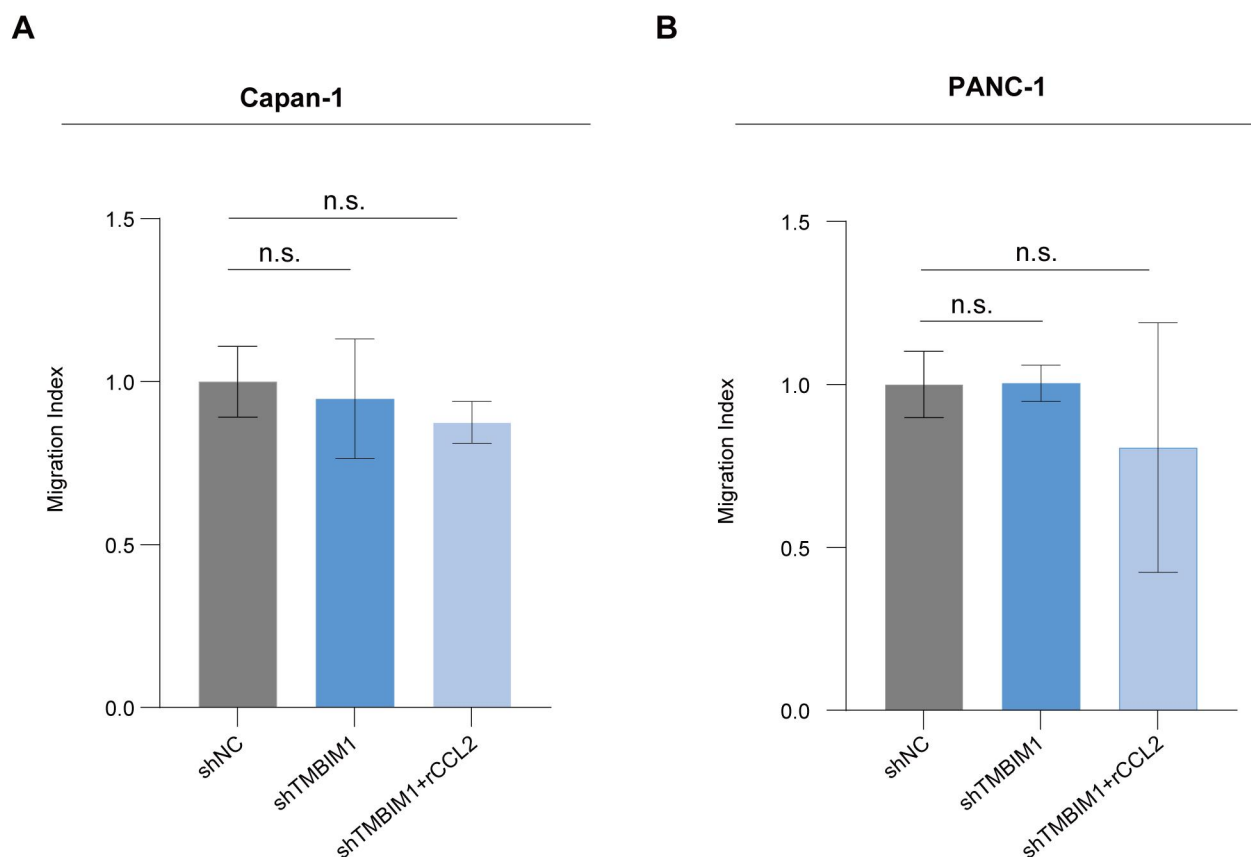 A
Capan-1
n.s.
n.s.
1.5
1.0
0.5
0.0
Migration Index
shNC
shTMBIM1
shTMBIM1+rCCL2
B
PANC-1
n.s.
n.s.
1.5
1.0
0.5
0.0
Migration Index
shNC
shTMBIM1
shTMBIM1+rCCL2